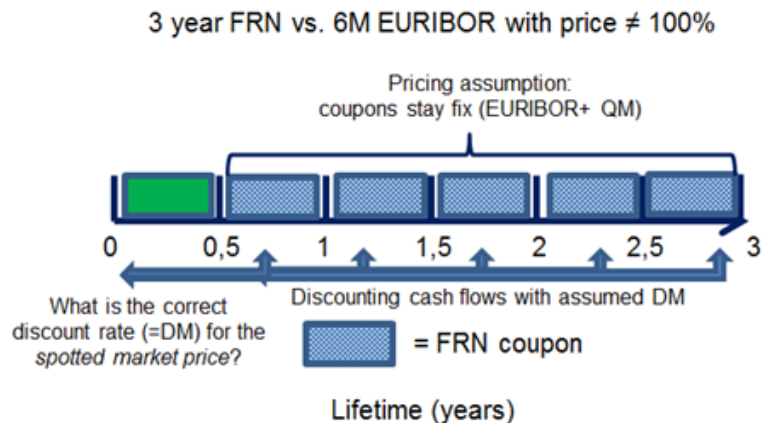 3 year FRN vs. 6M EURIBOR with price ≠ 100%
Pricing assumption:
coupons stay fix (EURIBOR+ QM)
0 0,5 1 1,5 2 2,5 3
What is the correct
discount rate (=DM) for the
spotted market price?
Discounting cash flows with assumed DM
= FRN coupon
Lifetime (years)